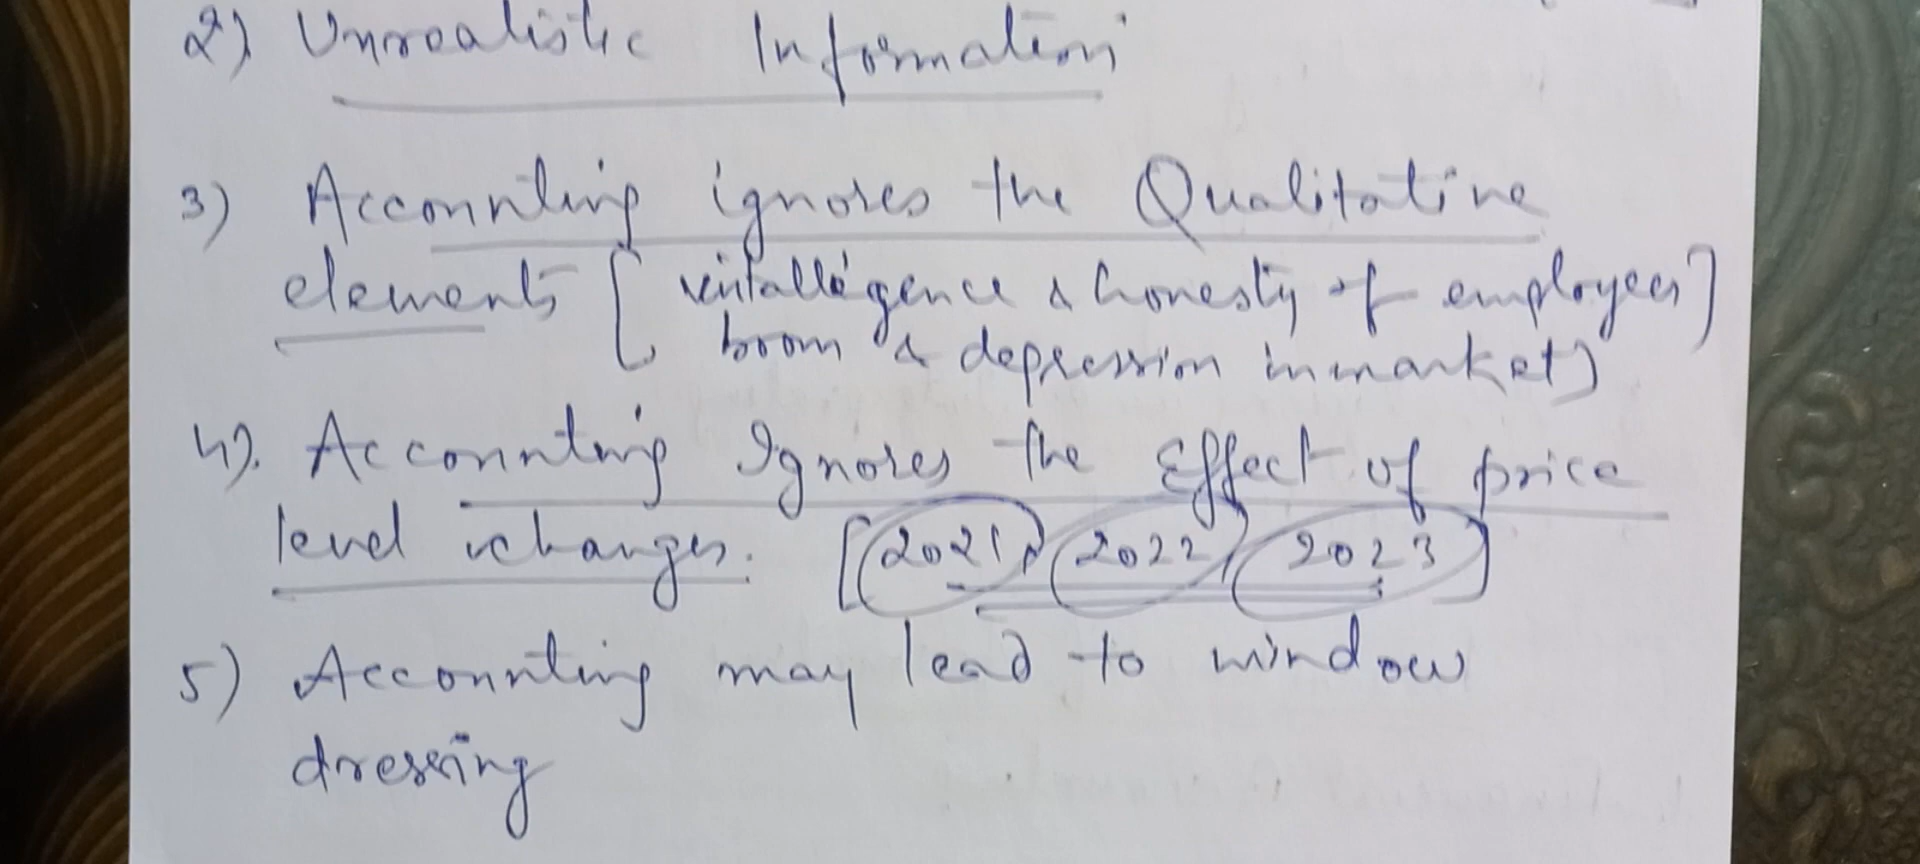 2) Unrealistic Information
3) Accounting ignores the Qualitative
elements [ intallegence & honesty of employees]
boom & depression in market)
4). Accounting Ignores the Effect of price
level changes. [2021, 2022, 2023]
5) Accounting may lead to window
dressing